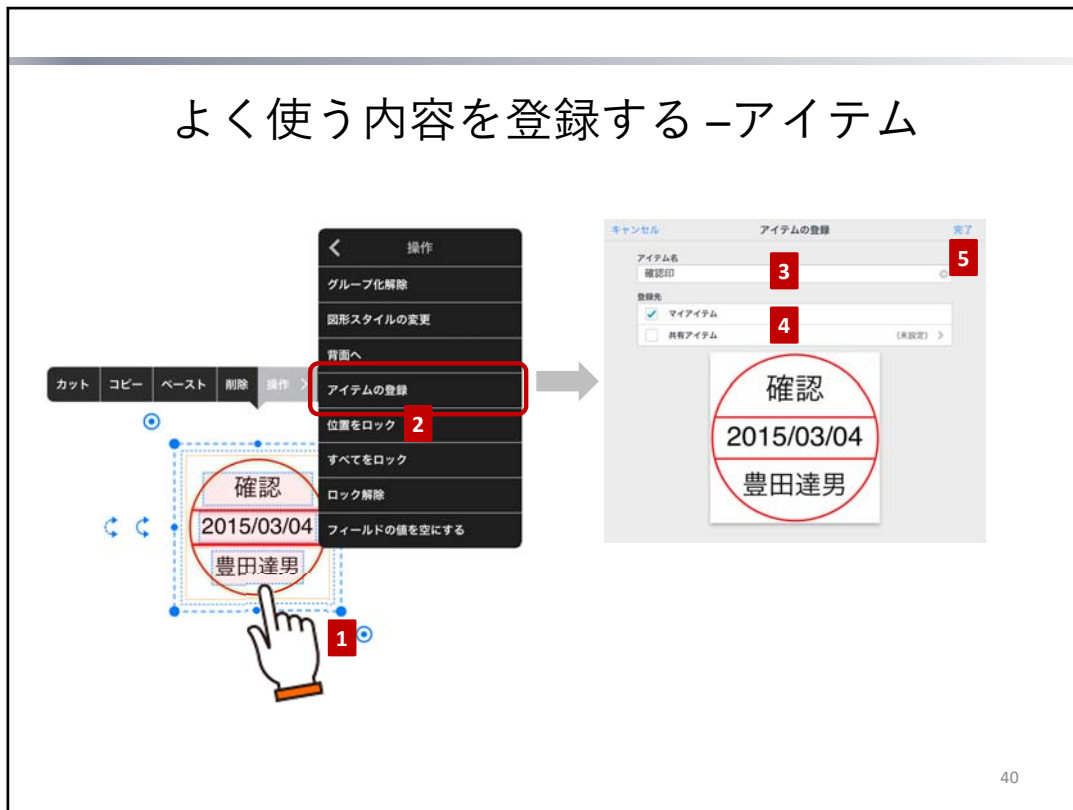 よく使う内容を登録する –アイテム
カット コピー ペースト 削除 操作 >
操作
グループ化解除
図形スタイルの変更
背面へ
アイテムの登録
位置をロック 2
すべてをロック
ロック解除
フィールドの値を空にする
確認
2015/03/04
豊田達男
1
キャンセル アイテムの登録 完了
5
アイテム名
確認印 3
登録先
マイアイテム
4
共有アイテム (未設定) >
確認
2015/03/04
豊田達男
40